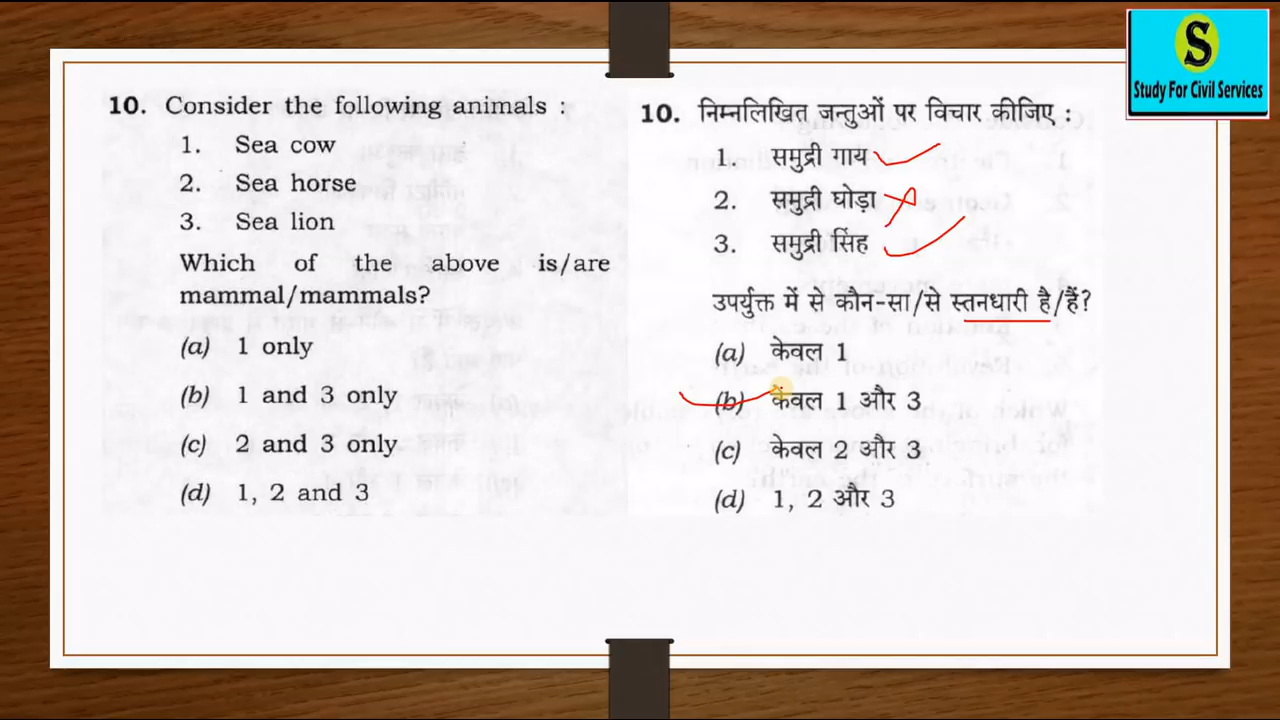 10. Consider the following animals :
1. Sea cow
2. Sea horse
3. Sea lion
Which of the above is/are
mammal/mammals?
(a) 1 only
(b) 1 and 3 only
(c) 2 and 3 only
(d) 1, 2 and 3
10. निम्नलिखित जन्तुओं पर विचार कीजिए :
1. समुद्री गाय
2. समुद्री घोड़ा
3. समुद्री सिंह
उपर्युक्त में से कौन-सा/से स्तनधारी है/हैं?
(a) केवल 1
(b) केवल 1 और 3
(c) केवल 2 और 3
(d) 1, 2 और 3
S
Study For Civil Services